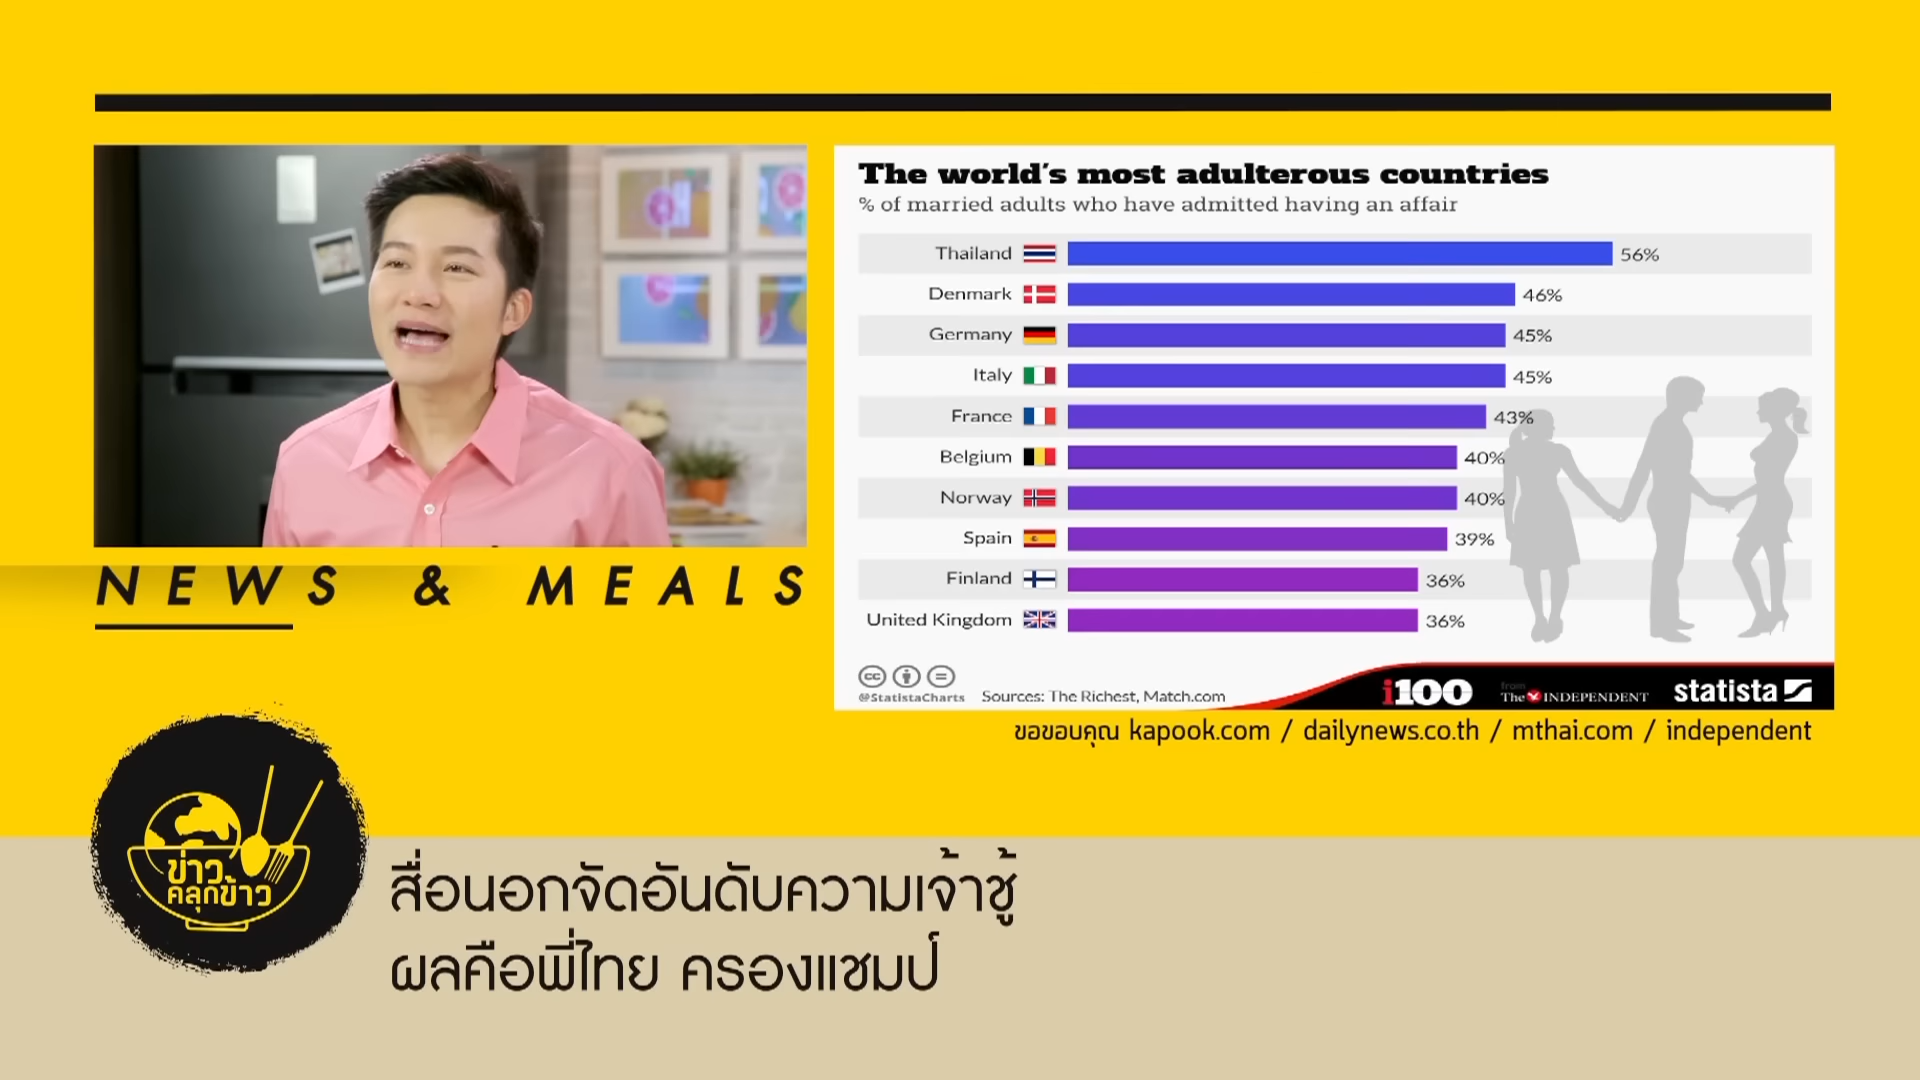 The world's most adulterous countries
% of married adults who have admitted having an affair
Thailand 56%
Denmark 46%
Germany 45%
Italy 45%
France 43%
Belgium 40%
Norway 40%
Spain 39%
Finland 36%
United Kingdom 36%
cc
@StatistaCharts Sources: The Richest, Match.com
i100 from The INDEPENDENT statista
NEWS & MEALS
ขอขอบคุณ kapook.com / dailynews.co.th / mthai.com / independent
ข่าว
คลุกข้าว
สื่อนอกจัดอันดับความเจ้าชู้
ผลคือพี่ไทย ครองแชมป์